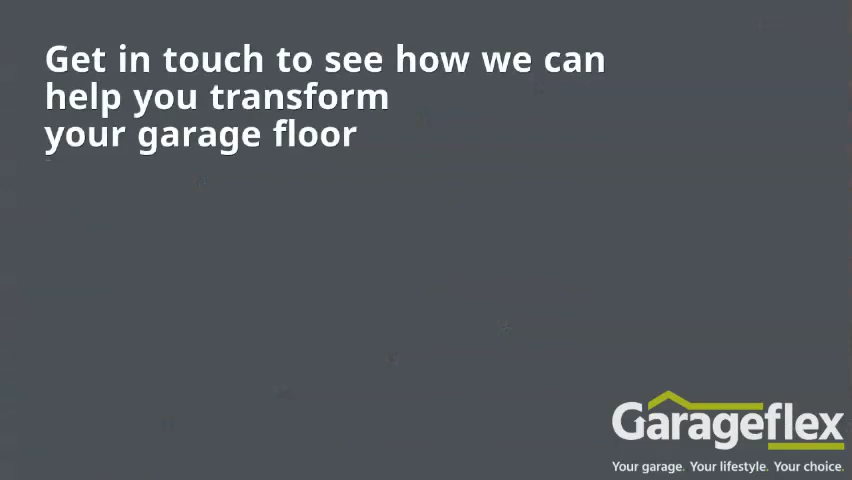 Get in touch to see how we can
help you transform
your garage floor
Garageflex
Your garage. Your lifestyle. Your choice.